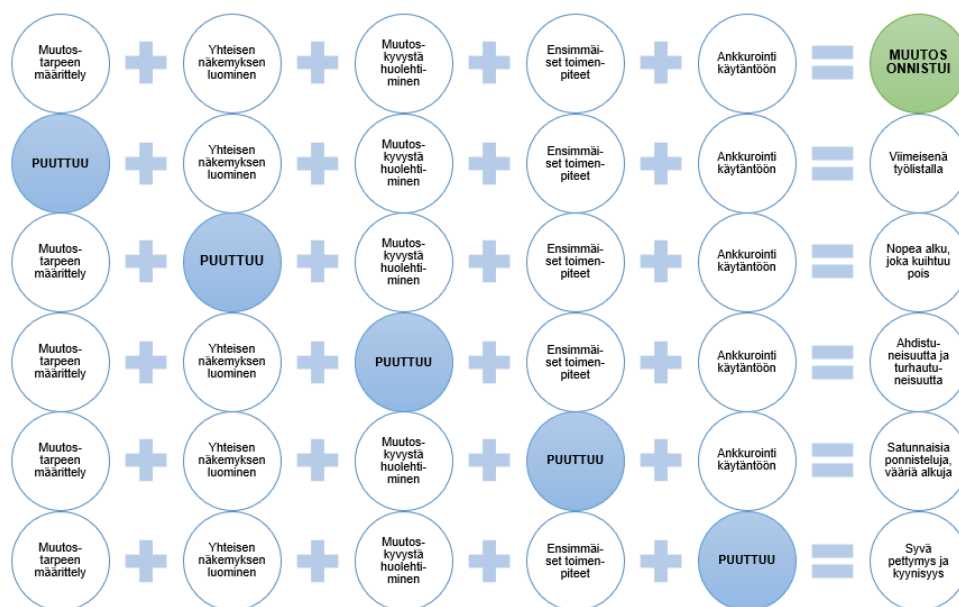 Muutos-
tarpeen
määrittely
Yhteisen
näkemyksen
luominen
Muutos-
kyvystä
huolehti-
minen
Ensimmäi-
set toimen-
piteet
Ankkurointi
käytäntöön
MUUTOS
ONNISTUI
PUUTTUU
Yhteisen
näkemyksen
luominen
Muutos-
kyvystä
huolehti-
minen
Ensimmäi-
set toimen-
piteet
Ankkurointi
käytäntöön
Viimeisenä
työlistalla
Muutos-
tarpeen
määrittely
PUUTTUU
Muutos-
kyvystä
huolehti-
minen
Ensimmäi-
set toimen-
piteet
Ankkurointi
käytäntöön
Nopea alku,
joka kuihtuu
pois
Muutos-
tarpeen
määrittely
Yhteisen
näkemyksen
luominen
PUUTTUU
Ensimmäi-
set toimen-
piteet
Ankkurointi
käytäntöön
Ahdistu-
neisuutta ja
turhautu-
neisuutta
Muutos-
tarpeen
määrittely
Yhteisen
näkemyksen
luominen
Muutos-
kyvystä
huolehti-
minen
PUUTTUU
Ankkurointi
käytäntöön
Satunnaisia
ponnisteluja,
vääriä alkuja
Muutos-
tarpeen
määrittely
Yhteisen
näkemyksen
luominen
Muutos-
kyvystä
huolehti-
minen
Ensimmäi-
set toimen-
piteet
PUUTTUU
Syvä
pettymys ja
kyynisyys